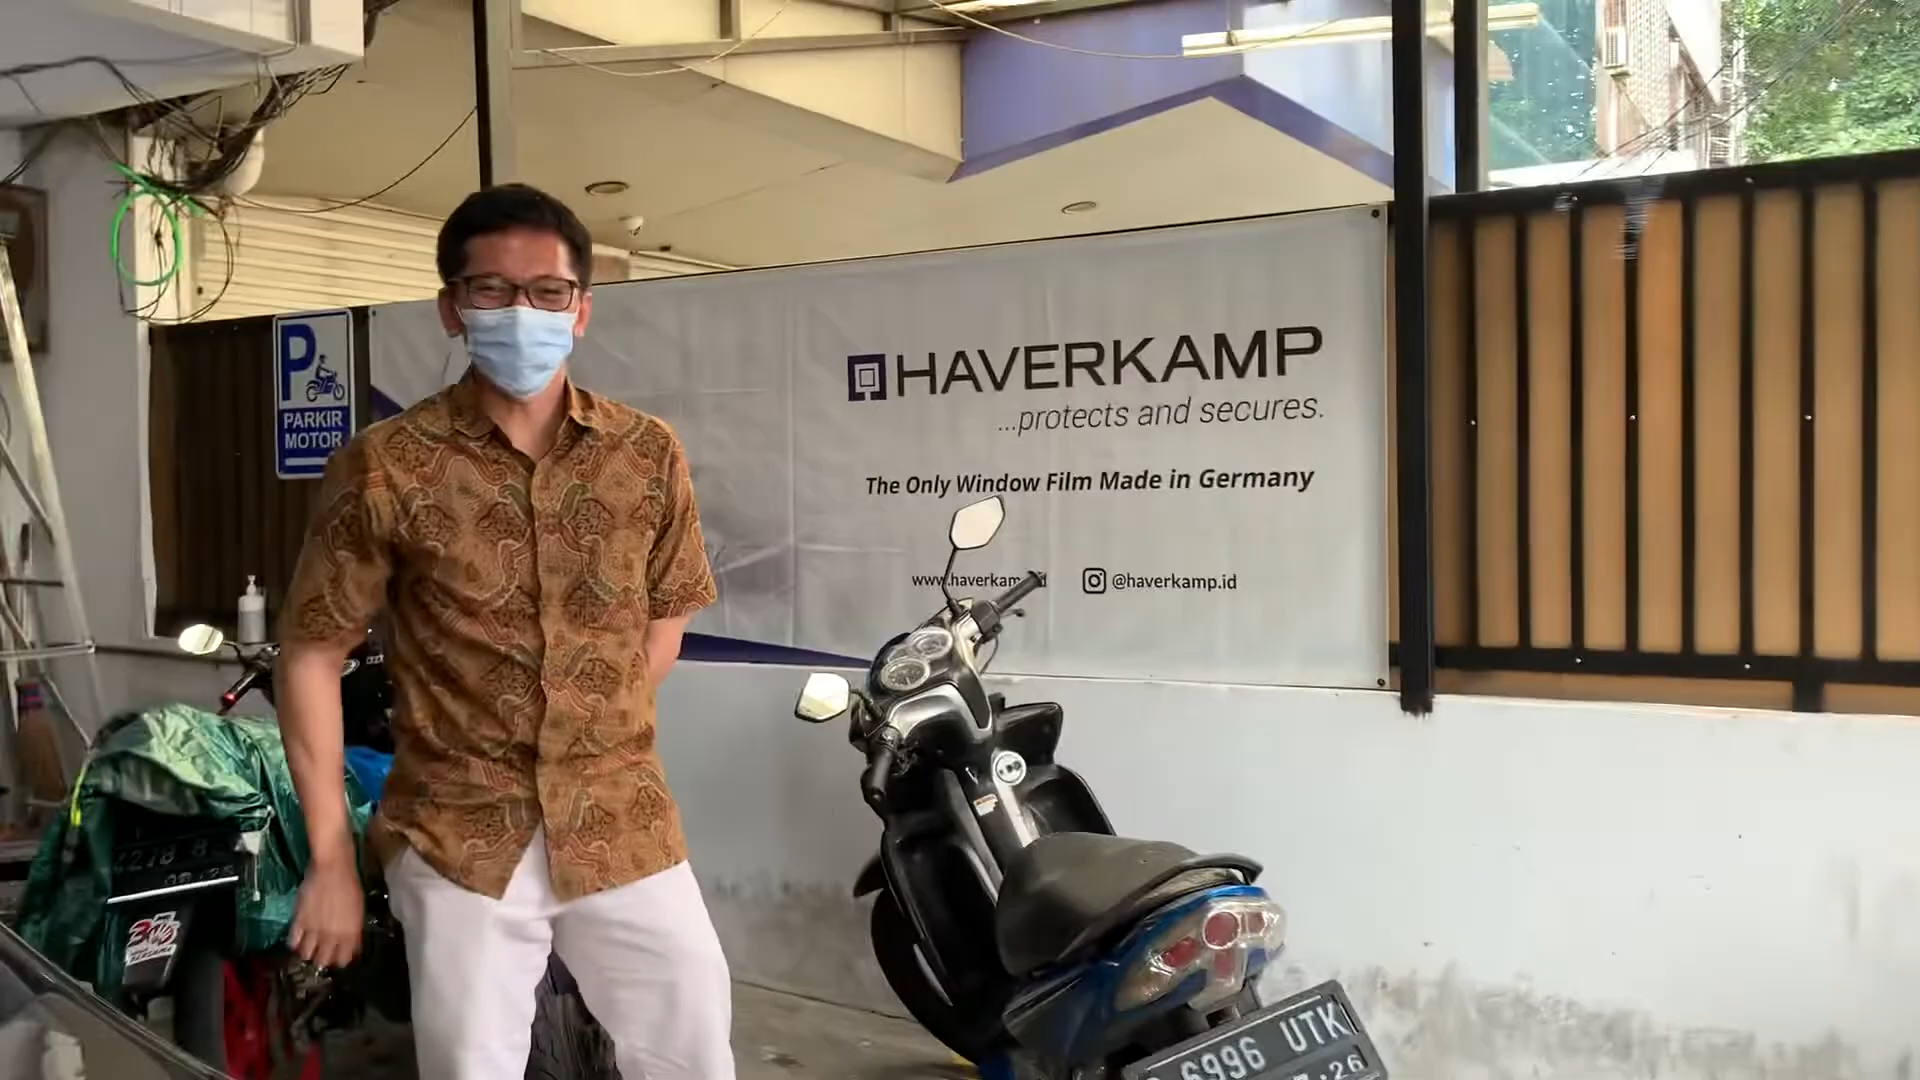 P
PARKIR
MOTOR
HAVERKAMP
...protects and secures.
The Only Window Film Made in Germany
@haverkamp.id
6996 UTK